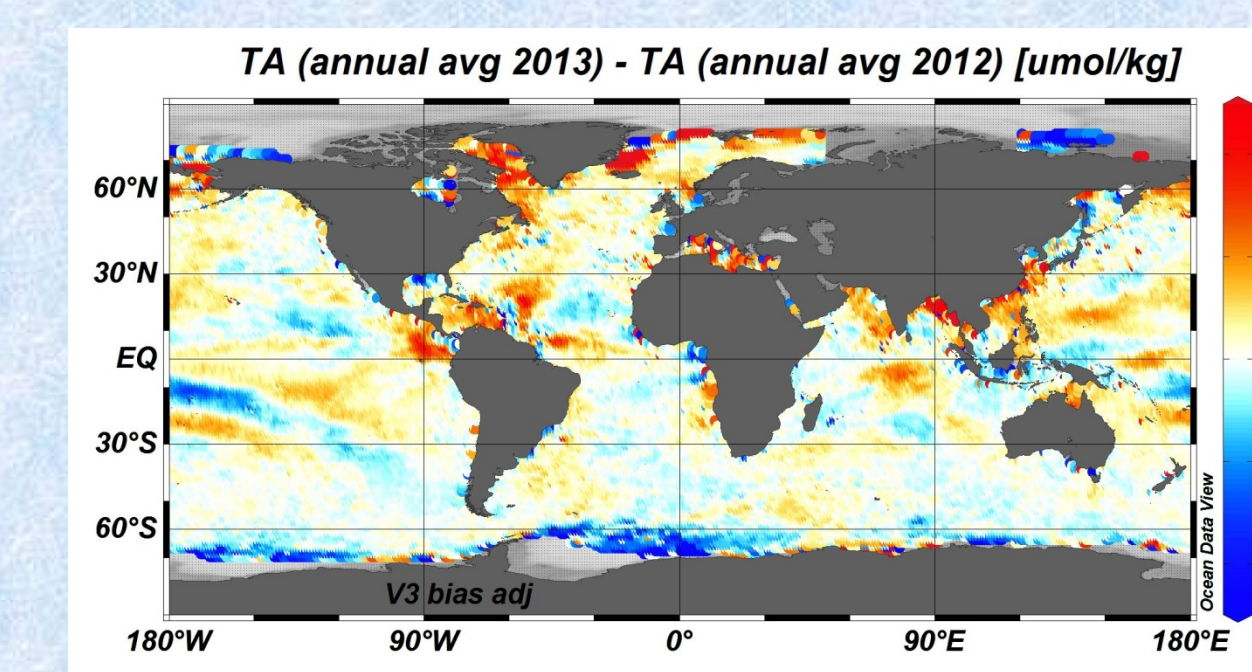 TA (annual avg 2013) - TA (annual avg 2012) [umol/kg]
60°N
30°N
EQ
30°S
60°S
V3 bias adj
Ocean Data View
180°W 90°W 0° 90°E 180°E